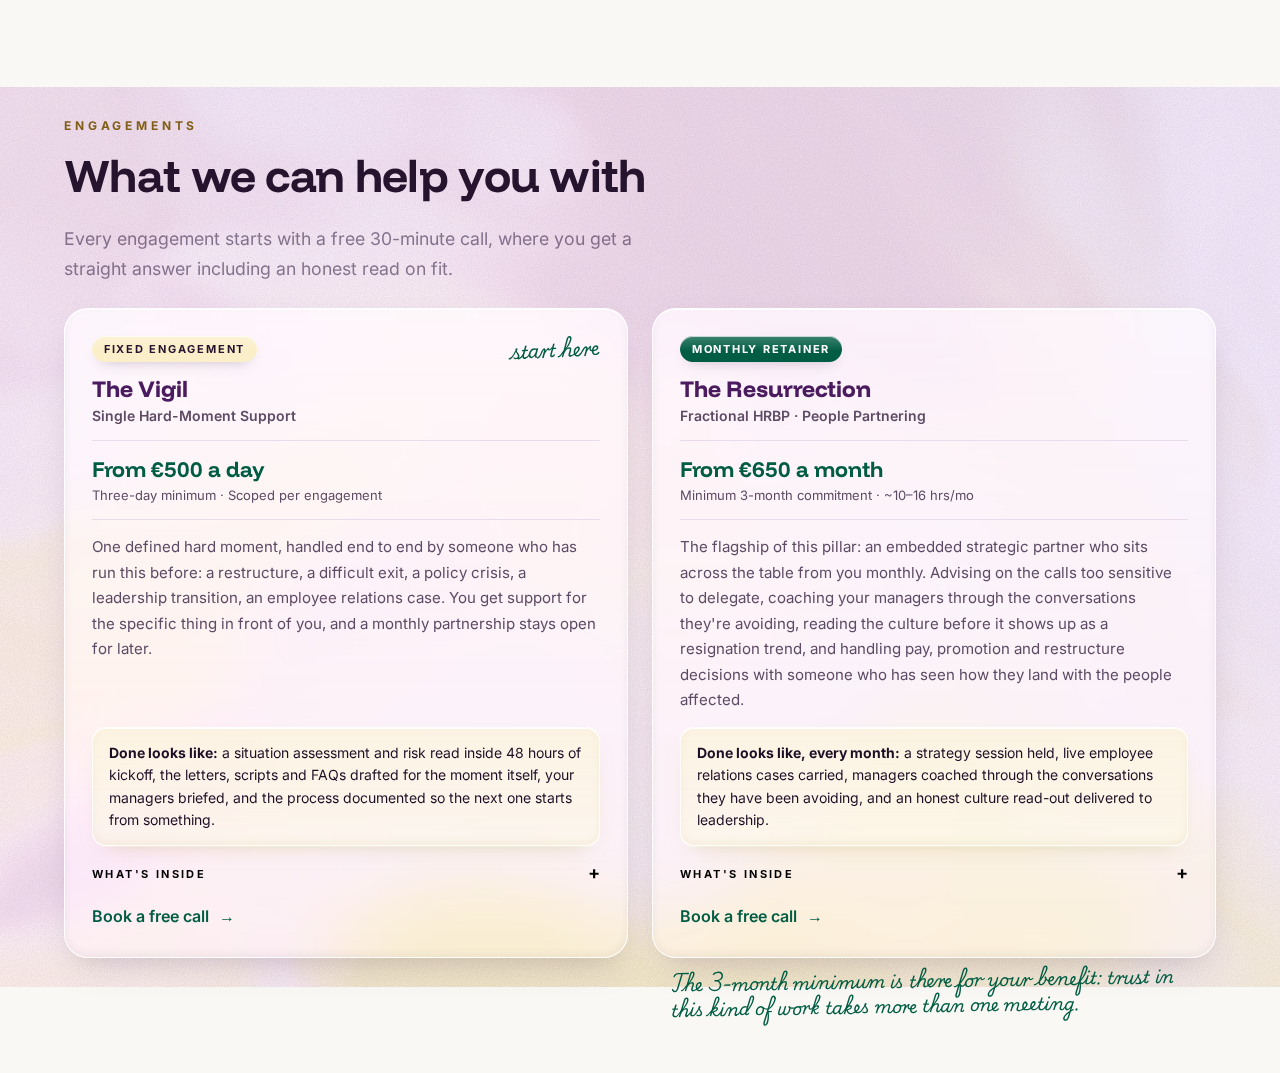 ENGAGEMENTS
What we can help you with
Every engagement starts with a free 30-minute call, where you get a
straight answer including an honest read on fit.
FIXED ENGAGEMENT
start here
The Vigil
Single Hard-Moment Support
From €500 a day
Three-day minimum · Scoped per engagement
One defined hard moment, handled end to end by someone who has
run this before: a restructure, a difficult exit, a policy crisis, a
leadership transition, an employee relations case. You get support for
the specific thing in front of you, and a monthly partnership stays open
for later.
Done looks like: a situation assessment and risk read inside 48 hours of
kickoff, the letters, scripts and FAQs drafted for the moment itself, your
managers briefed, and the process documented so the next one starts
from something.
WHAT'S INSIDE +
Book a free call →
MONTHLY RETAINER
The Resurrection
Fractional HRBP · People Partnering
From €650 a month
Minimum 3-month commitment · ~10–16 hrs/mo
The flagship of this pillar: an embedded strategic partner who sits
across the table from you monthly. Advising on the calls too sensitive
to delegate, coaching your managers through the conversations
they're avoiding, reading the culture before it shows up as a
resignation trend, and handling pay, promotion and restructure
decisions with someone who has seen how they land with the people
affected.
Done looks like, every month: a strategy session held, live employee
relations cases carried, managers coached through the conversations
they have been avoiding, and an honest culture read-out delivered to
leadership.
WHAT'S INSIDE +
Book a free call →
The 3-month minimum is there for your benefit: trust in
this kind of work takes more than one meeting.